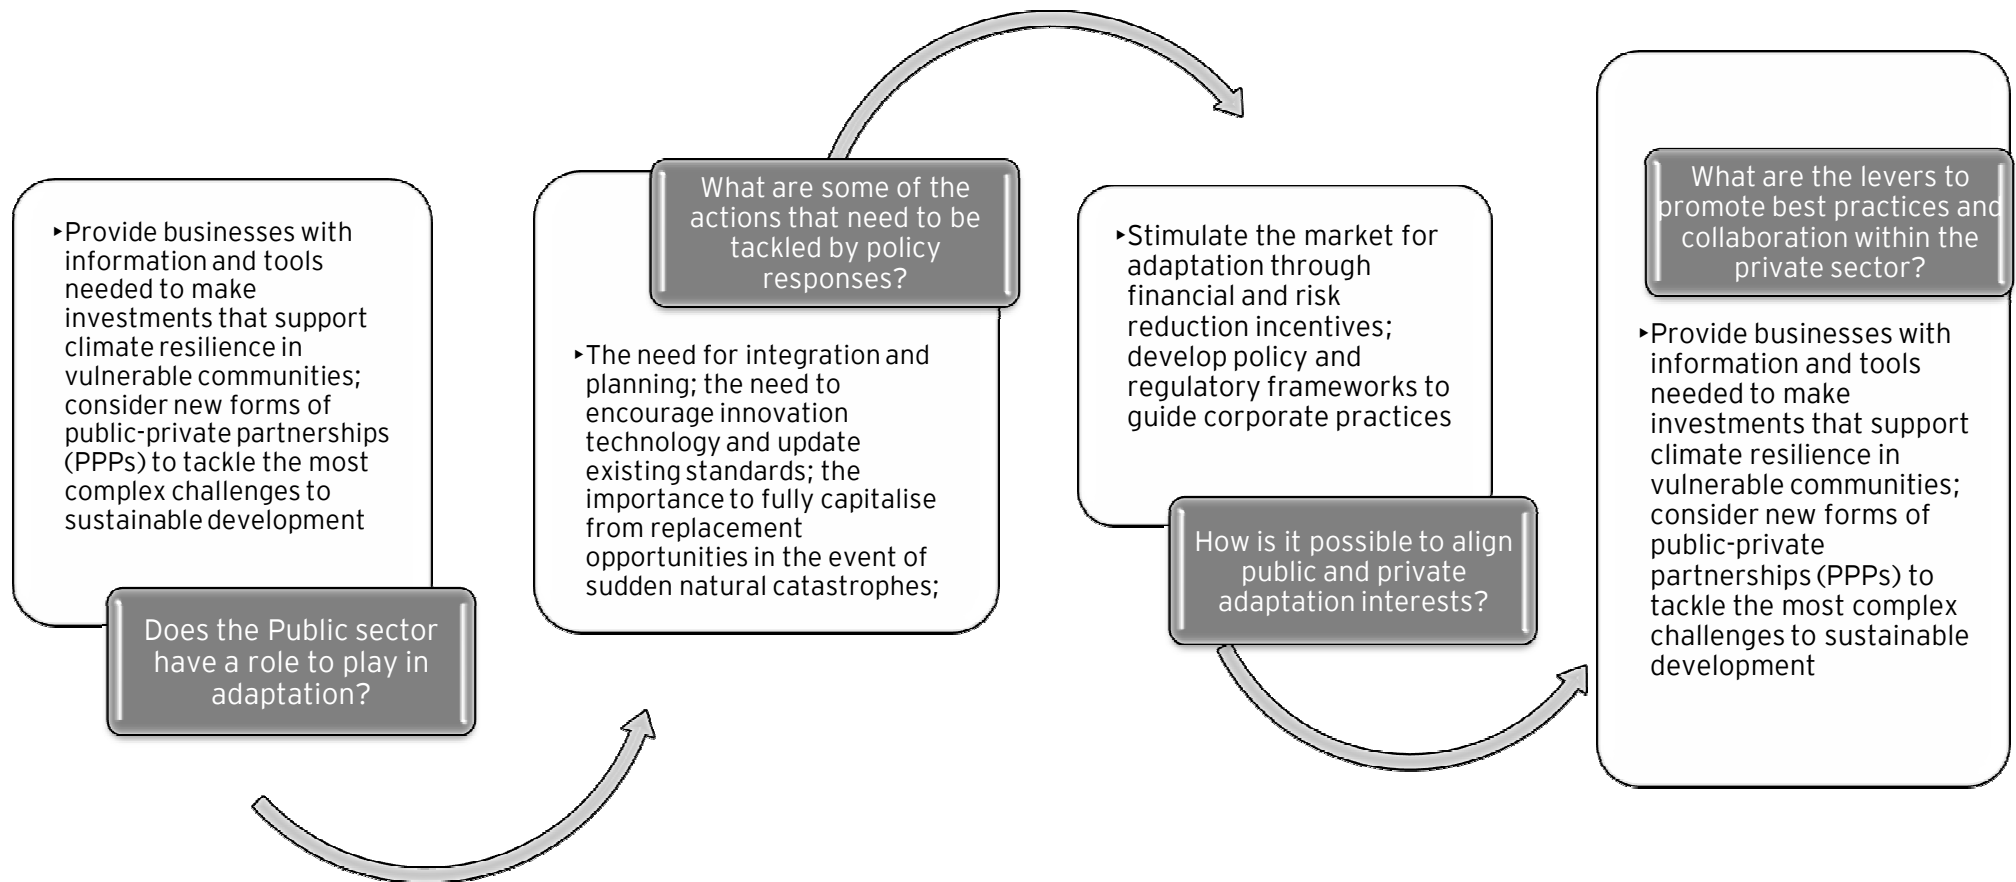 ‣Provide businesses with
information and tools
needed to make
investments that support
climate resilience in
vulnerable communities;
consider new forms of
public-private partnerships
(PPPs) to tackle the most
complex challenges to
sustainable development
Does the Public sector
have a role to play in
adaptation?
What are some of the
actions that need to be
tackled by policy
responses?
‣The need for integration and
planning; the need to
encourage innovation
technology and update
existing standards; the
importance to fully capitalise
from replacement
opportunities in the event of
sudden natural catastrophes;
‣Stimulate the market for
adaptation through
financial and risk
reduction incentives;
develop policy and
regulatory frameworks to
guide corporate practices
How is it possible to align
public and private
adaptation interests?
What are the levers to
promote best practices and
collaboration within the
private sector?
‣Provide businesses with
information and tools
needed to make
investments that support
climate resilience in
vulnerable communities;
consider new forms of
public-private
partnerships (PPPs) to
tackle the most complex
challenges to sustainable
development